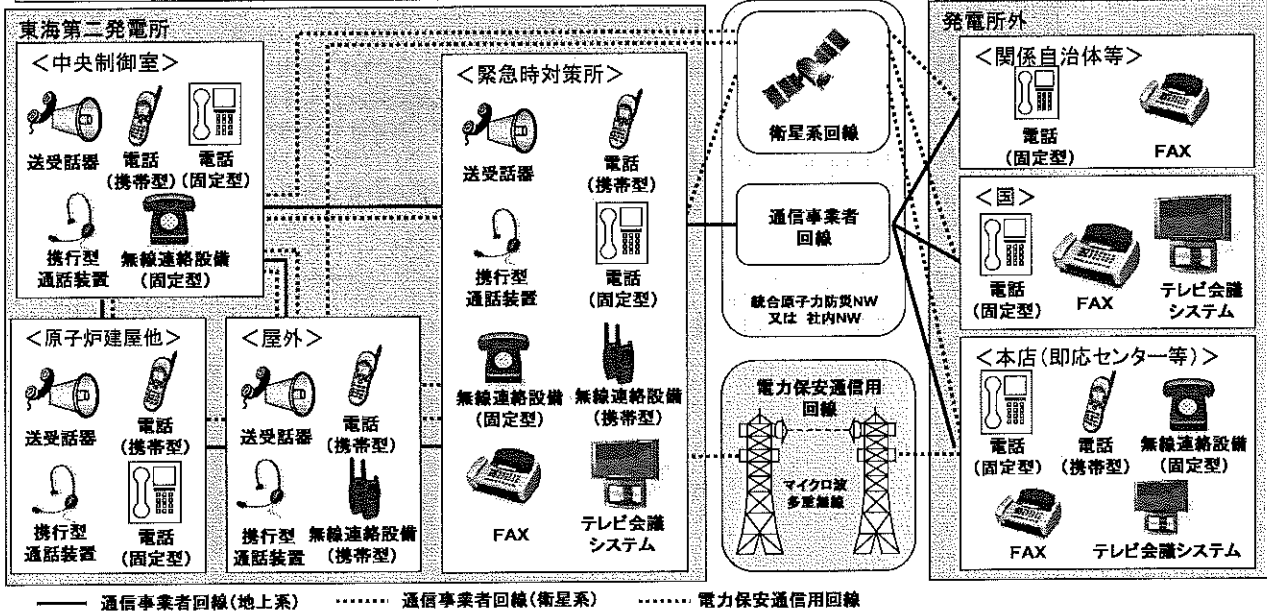 東海第二発電所
<中央制御室>
送受話器
電話
(携帯型)
電話
(固定型)
携行型
通話装置
無線連絡設備
(固定型)
<原子炉建屋他>
送受話器
電話
(携帯型)
携行型
通話装置
電話
(固定型)
<屋外>
送受話器
電話
(携帯型)
携行型
通話装置
無線連絡設備
(携帯型)
<緊急時対策所>
送受話器
電話
(携帯型)
携行型
通話装置
電話
(固定型)
無線連絡設備
(固定型)
無線連絡設備
(携帯型)
FAX
テレビ会議
システム
衛星系回線
通信事業者
回線
統合原子力防災NW
又は 社内NW
電力保安通信用
回線
マイクロ波
多重無線
発電所外
<関係自治体等>
電話
(固定型)
FAX
<国>
電話
(固定型)
FAX
テレビ会議
システム
<本店(即応センター等)>
電話
(固定型)
電話
(携帯型)
無線連絡設備
(固定型)
FAX
テレビ会議システム
通信事業者回線(地上系)
通信事業者回線(衛星系)
電力保安通信用回線